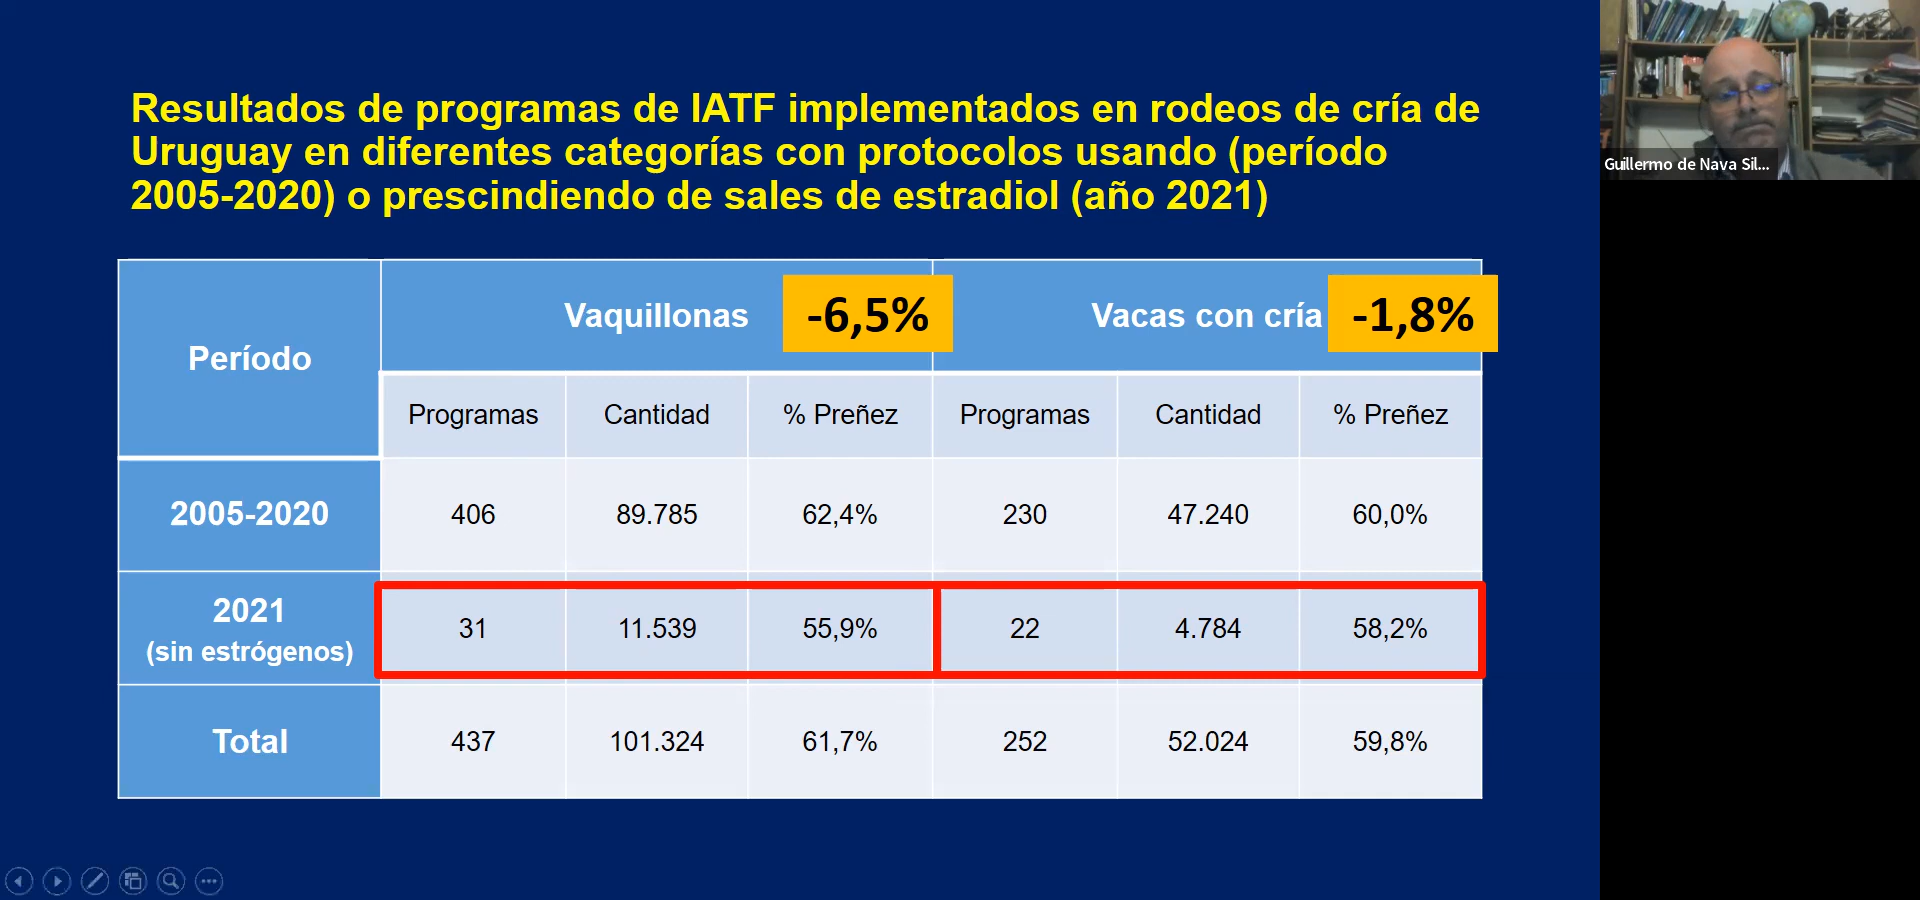 Resultados de programas de IATF implementados en rodeos de cría de
Uruguay en diferentes categorías con protocolos usando (período
2005-2020) o prescindiendo de sales de estradiol (año 2021)
Guillermo de Nava Sil...
Período Vaquillonas -6,5% Vacas con cría -1,8%
Programas Cantidad % Preñez Programas Cantidad % Preñez
2005-2020 406 89.785 62,4% 230 47.240 60,0%
2021
(sin estrógenos) 31 11.539 55,9% 22 4.784 58,2%
Total 437 101.324 61,7% 252 52.024 59,8%